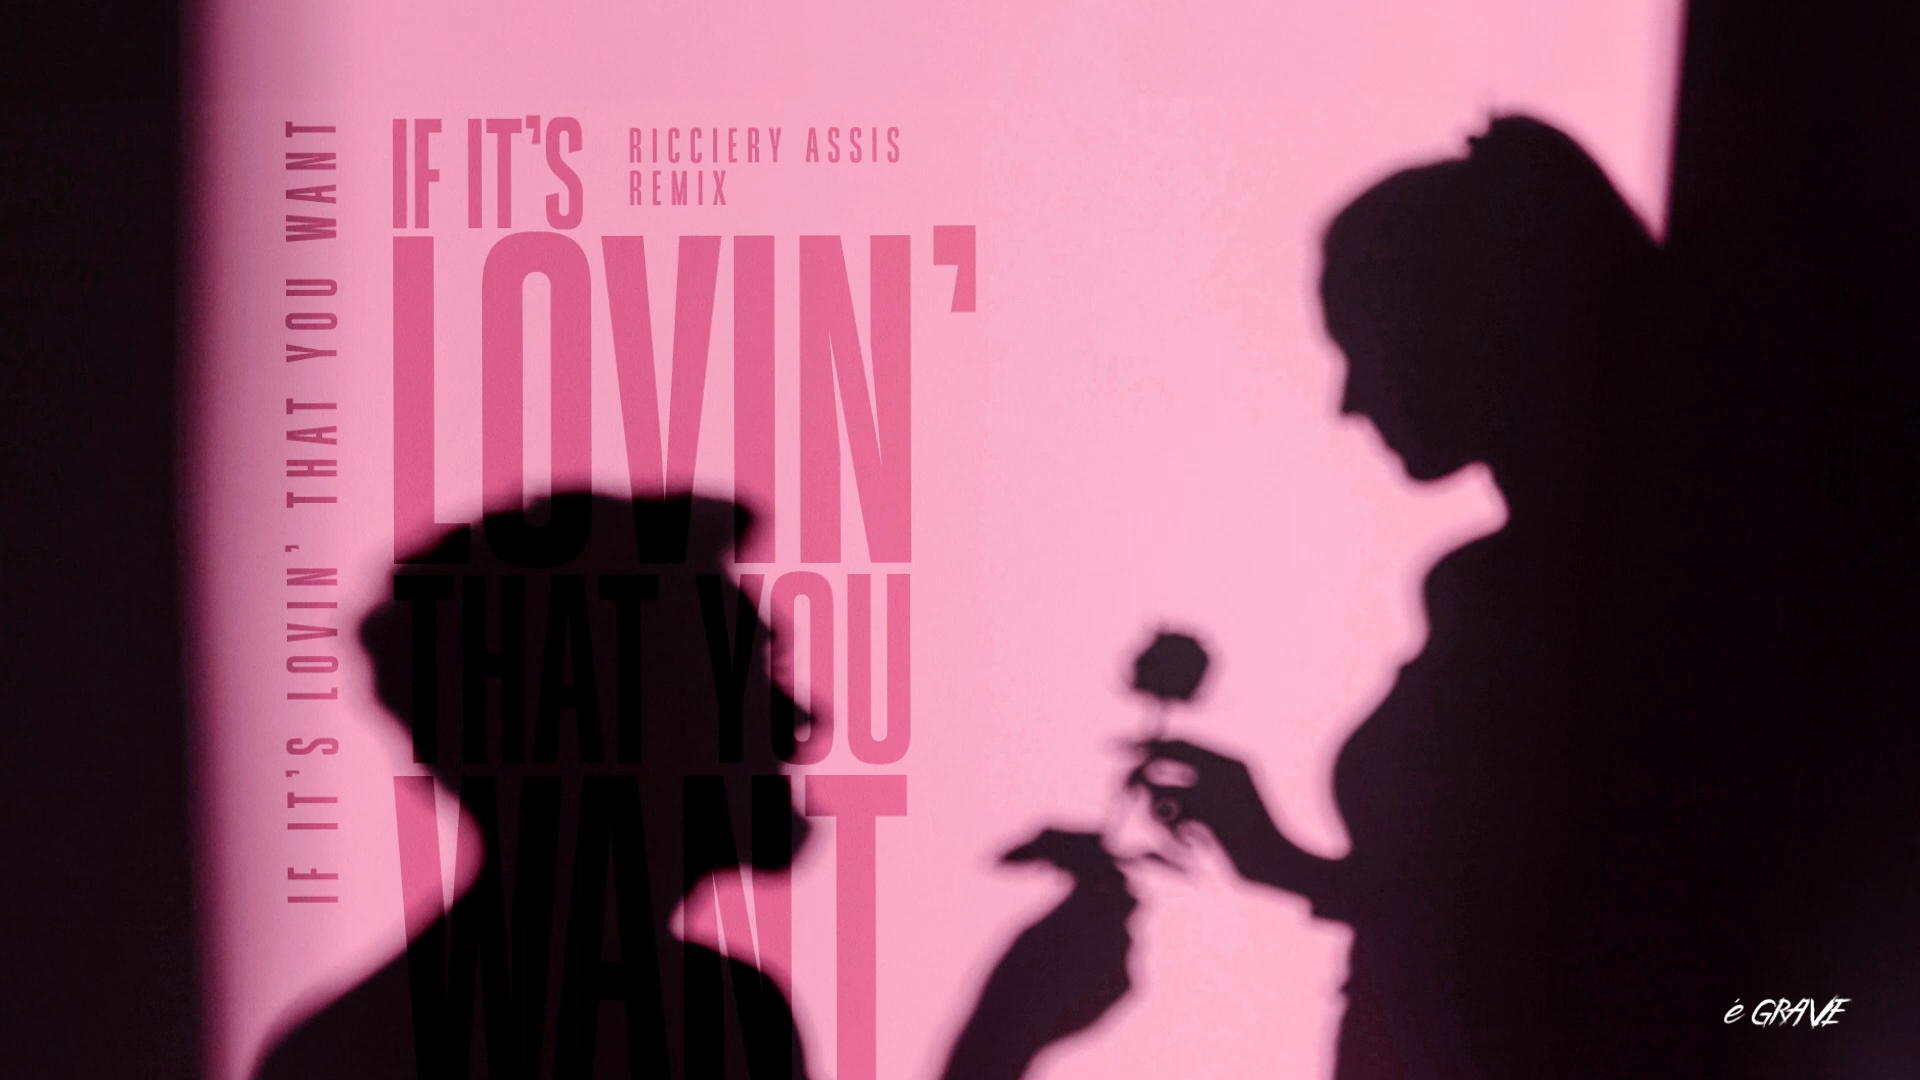 IF IT'S LOVIN' THAT YOU WANT
IF IT'S
RICCIERY ASSIS
REMIX
LOVIN'
THAT YOU
WANT
é GRAVE